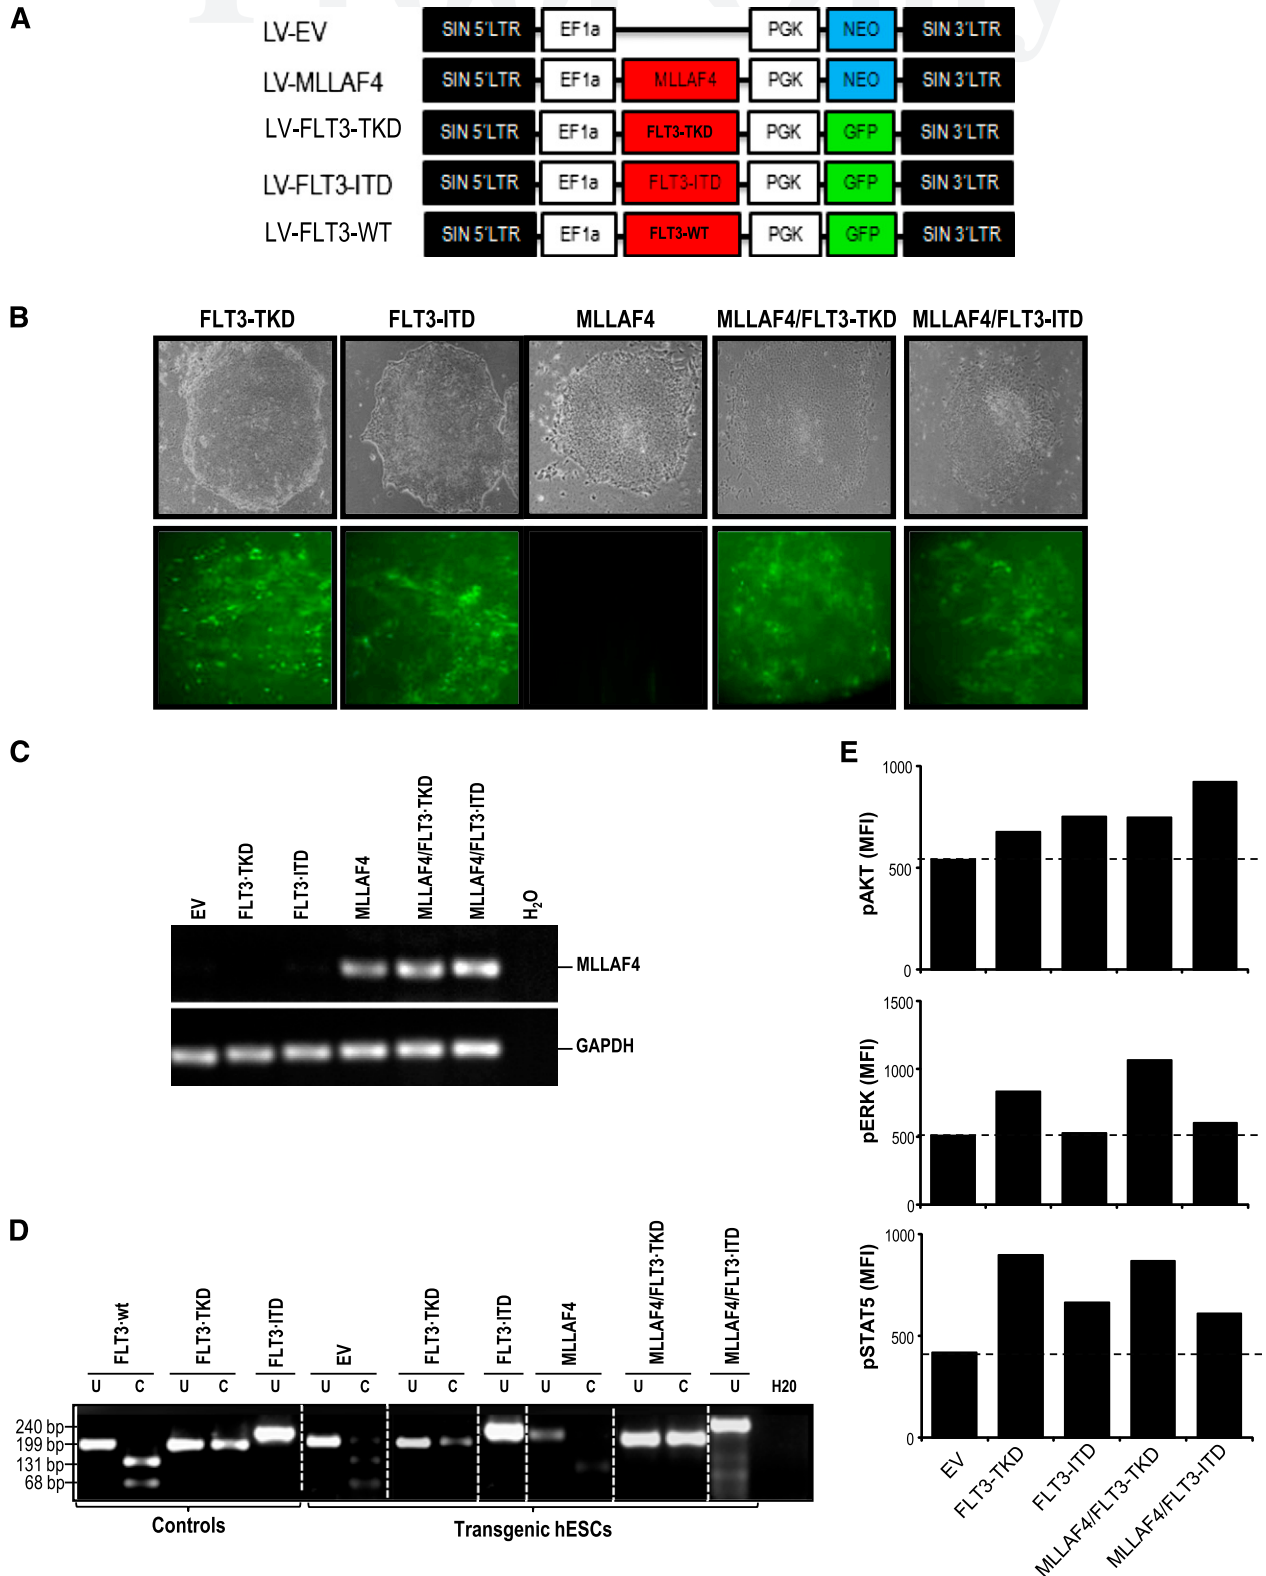 A
LV-EV SIN 5'LTR EF1a PGK NEO SIN 3'LTR
LV-MLLAF4 SIN 5'LTR EF1a MLLAF4 PGK NEO SIN 3'LTR
LV-FLT3-TKD SIN 5'LTR EF1a FLT3-TKD PGK GFP SIN 3'LTR
LV-FLT3-ITD SIN 5'LTR EF1a FLT3-ITD PGK GFP SIN 3'LTR
LV-FLT3-WT SIN 5'LTR EF1a FLT3-WT PGK GFP SIN 3'LTR
B
FLT3-TKD FLT3-ITD MLLAF4 MLLAF4/FLT3-TKD MLLAF4/FLT3-ITD
C
EV FLT3·TKD FLT3·ITD MLLAF4 MLLAF4/FLT3·TKD MLLAF4/FLT3·ITD H₂O
MLLAF4
GAPDH
D
FLT3·wt FLT3·TKD FLT3·ITD EV FLT3·TKD FLT3·ITD MLLAF4 MLLAF4/FLT3·TKD MLLAF4/FLT3·ITD
U C U C U U C U C U U C U C U H20
240 bp
199 bp
131 bp
68 bp
Controls Transgenic hESCs
E
pAKT (MFI)
1000
500
0
pERK (MFI)
1500
1000
500
0
pSTAT5 (MFI)
1000
500
0
EV FLT3-TKD FLT3-ITD MLLAF4/FLT3-TKD MLLAF4/FLT3-ITD